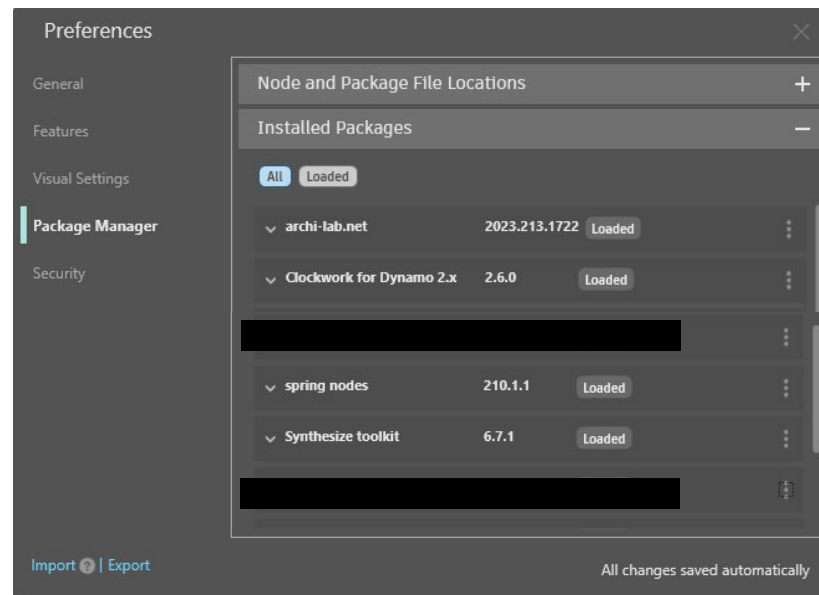 Preferences
General
Features
Visual Settings
Package Manager
Security
Node and Package File Locations
Installed Packages
All Loaded
archi-lab.net 2023.213.1722 Loaded
Clockwork for Dynamo 2.x 2.6.0 Loaded
spring nodes 210.1.1 Loaded
Synthesize toolkit 6.7.1 Loaded
Import ? | Export
All changes saved automatically